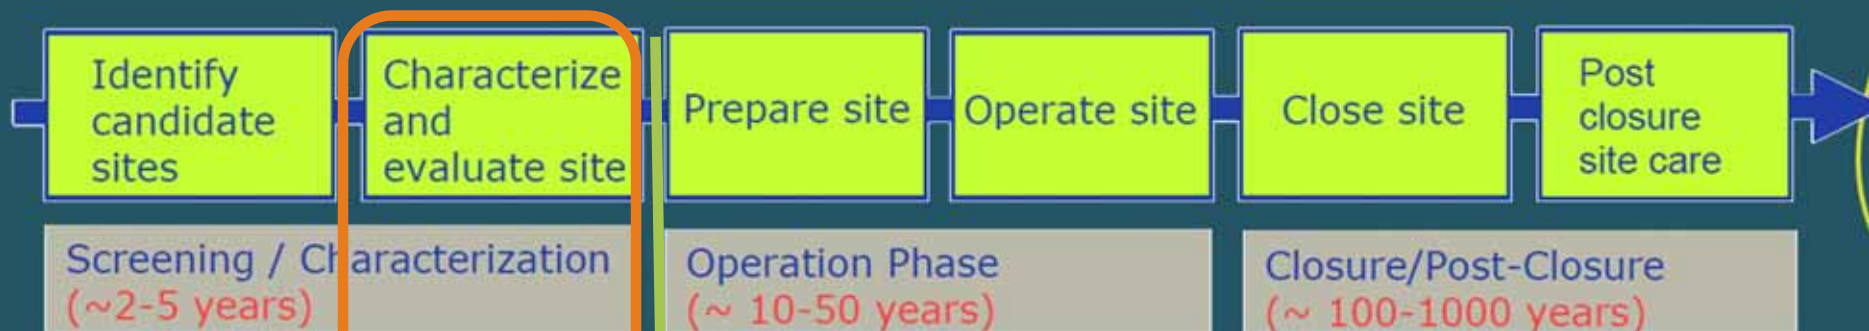 Identify
candidate
sites
Characterize
and
evaluate site
Prepare site
Operate site
Close site
Post
closure
site care
Screening / Characterization
(~2-5 years)
Operation Phase
(~ 10-50 years)
Closure/Post-Closure
(~ 100-1000 years)